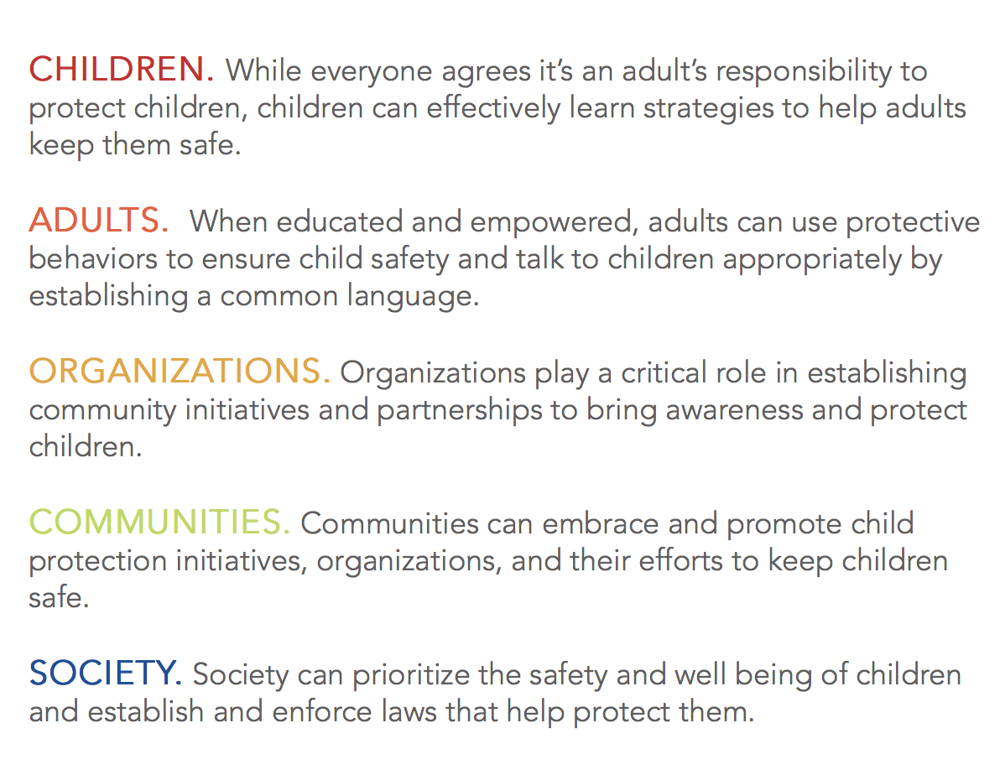 CHILDREN. While everyone agrees it’s an adult’s responsibility to
protect children, children can effectively learn strategies to help adults
keep them safe.
ADULTS.  When educated and empowered, adults can use protective
behaviors to ensure child safety and talk to children appropriately by
establishing a common language.
ORGANIZATIONS. Organizations play a critical role in establishing
community initiatives and partnerships to bring awareness and protect
children.
COMMUNITIES. Communities can embrace and promote child
protection initiatives, organizations, and their efforts to keep children
safe.
SOCIETY. Society can prioritize the safety and well being of children
and establish and enforce laws that help protect them.